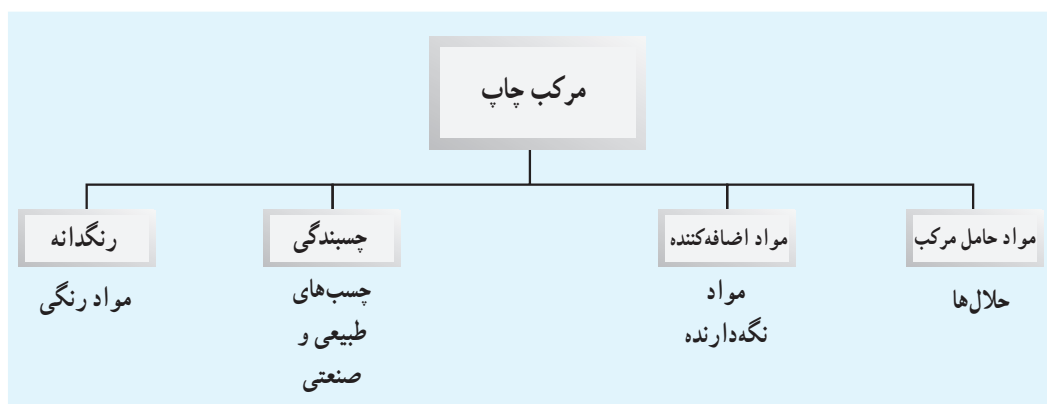 مرکب چاپ
مواد حامل مرکب
حلال‌ها
مواد اضافه‌کننده
مواد
نگه‌دارنده
چسبندگی
چسب‌های
طبیعی و
صنعتی
رنگدانه
مواد رنگی